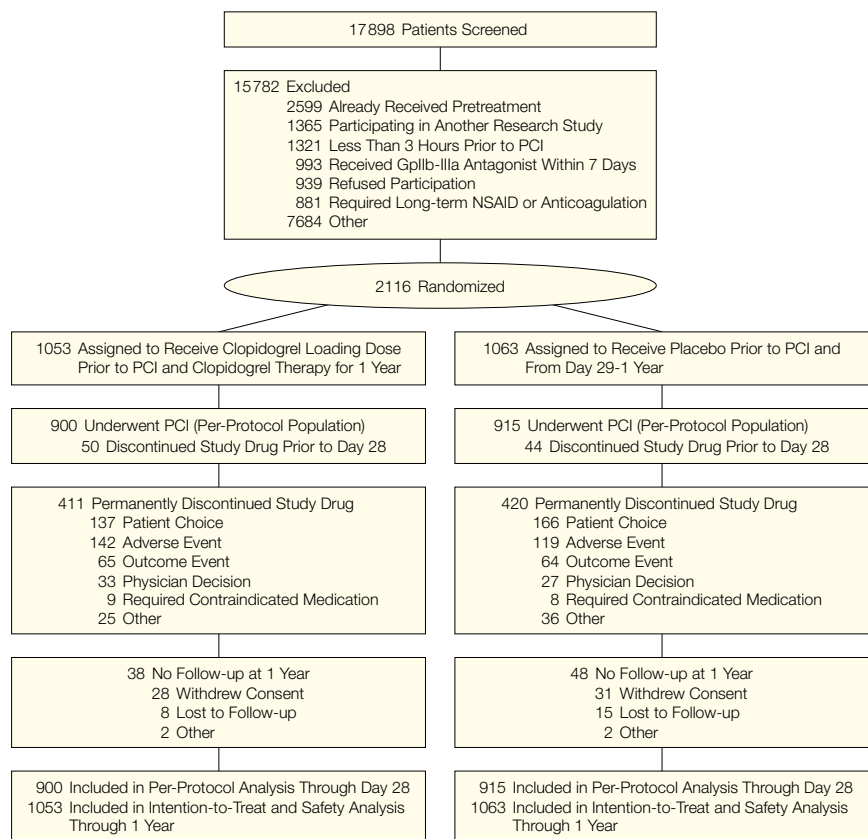 17898 Patients Screened
15782 Excluded
2599 Already Received Pretreatment
1365 Participating in Another Research Study
1321 Less Than 3 Hours Prior to PCI
993 Received GpIIb-IIIa Antagonist Within 7 Days
939 Refused Participation
881 Required Long-term NSAID or Anticoagulation
7684 Other
2116 Randomized
1053 Assigned to Receive Clopidogrel Loading Dose
Prior to PCI and Clopidogrel Therapy for 1 Year
900 Underwent PCI (Per-Protocol Population)
50 Discontinued Study Drug Prior to Day 28
411 Permanently Discontinued Study Drug
137 Patient Choice
142 Adverse Event
65 Outcome Event
33 Physician Decision
9 Required Contraindicated Medication
25 Other
38 No Follow-up at 1 Year
28 Withdrew Consent
8 Lost to Follow-up
2 Other
900 Included in Per-Protocol Analysis Through Day 28
1053 Included in Intention-to-Treat and Safety Analysis
Through 1 Year
1063 Assigned to Receive Placebo Prior to PCI and
From Day 29-1 Year
915 Underwent PCI (Per-Protocol Population)
44 Discontinued Study Drug Prior to Day 28
420 Permanently Discontinued Study Drug
166 Patient Choice
119 Adverse Event
64 Outcome Event
27 Physician Decision
8 Required Contraindicated Medication
36 Other
48 No Follow-up at 1 Year
31 Withdrew Consent
15 Lost to Follow-up
2 Other
915 Included in Per-Protocol Analysis Through Day 28
1063 Included in Intention-to-Treat and Safety Analysis
Through 1 Year